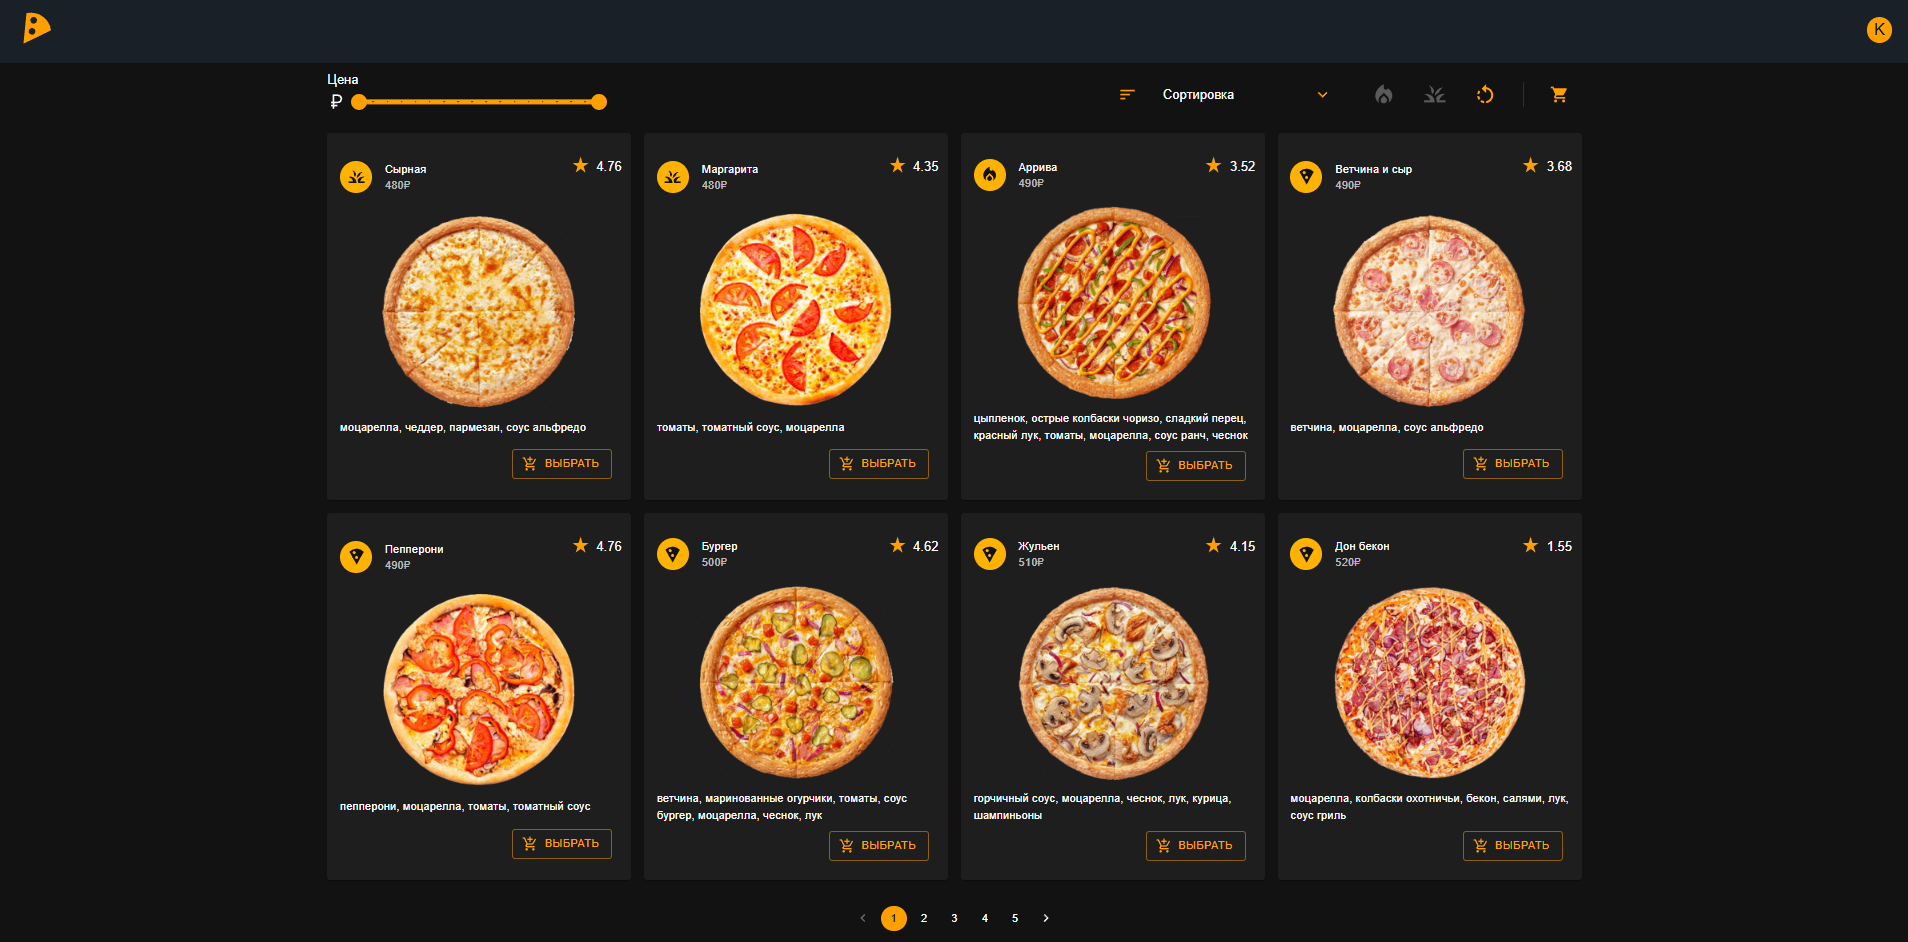 K
Цена
₽
Сортировка
Сырная
480₽
4.76
моцарелла, чеддер, пармезан, соус альфредо
ВЫБРАТЬ
Маргарита
480₽
4.35
томаты, томатный соус, моцарелла
ВЫБРАТЬ
Аррива
490₽
3.52
цыпленок, острые колбаски чоризо, сладкий перец,
красный лук, томаты, моцарелла, соус ранч, чеснок
ВЫБРАТЬ
Ветчина и сыр
490₽
3.68
ветчина, моцарелла, соус альфредо
ВЫБРАТЬ
Пепперони
490₽
4.76
пепперони, моцарелла, томаты, томатный соус
ВЫБРАТЬ
Бургер
500₽
4.62
ветчина, маринованные огурчики, томаты, соус
бургер, моцарелла, чеснок, лук
ВЫБРАТЬ
Жульен
510₽
4.15
горчичный соус, моцарелла, чеснок, лук, курица,
шампиньоны
ВЫБРАТЬ
Дон бекон
520₽
1.55
моцарелла, колбаски охотничьи, бекон, салями, лук,
соус гриль
ВЫБРАТЬ
1 2 3 4 5